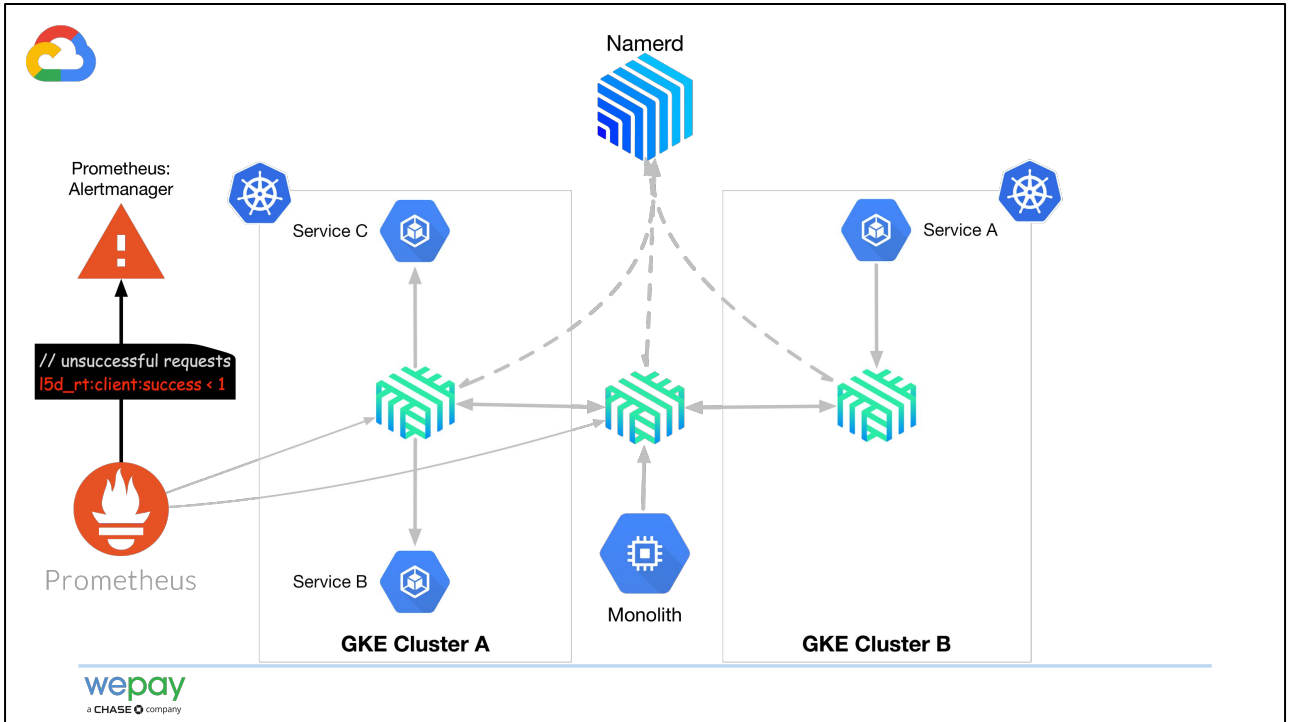 Namerd
Prometheus:
Alertmanager
Service C
Service A
// unsuccessful requests
l5d_rt:client:success < 1
Prometheus
Service B
Monolith
GKE Cluster A
GKE Cluster B
wepay
a CHASE company